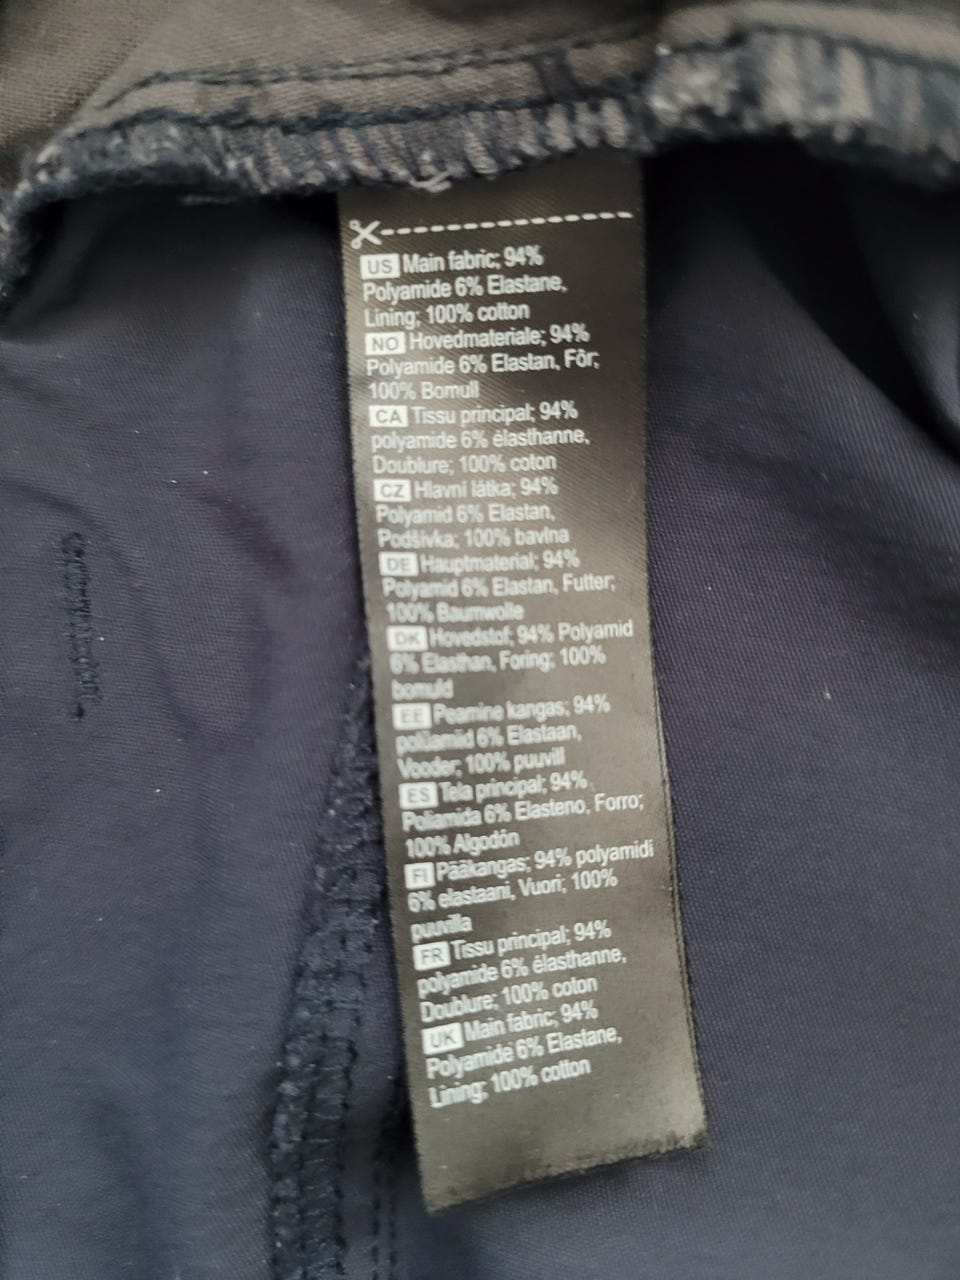 US Main fabric; 94%
Polyamide 6% Elastane,
Lining; 100% cotton
NO Hovedmateriale; 94%
Polyamide 6% Elastan, Fôr;
100% Bomull
CA Tissu principal; 94%
polyamide 6% élasthanne,
Doublure; 100% coton
CZ Hlavní látka; 94%
Polyamid 6% Elastan,
Podšívka; 100% bavlna
DE Hauptmaterial; 94%
Polyamid 6% Elastan, Futter;
100% Baumwolle
DK Hovedstof; 94% Polyamid
6% Elasthan, Foring; 100%
bomuld
EE Peamine kangas; 94%
polüamiid 6% Elastaan,
Vooder; 100% puuvill
ES Tela principal; 94%
Poliamida 6% Elasteno, Forro;
100% Algodón
FI Pääkangas; 94% polyamidi
6% elastaani, Vuori; 100%
puuvilla
FR Tissu principal; 94%
polyamide 6% élasthanne,
Doublure; 100% coton
UK Main fabric; 94%
Polyamide 6% Elastane,
Lining; 100% cotton